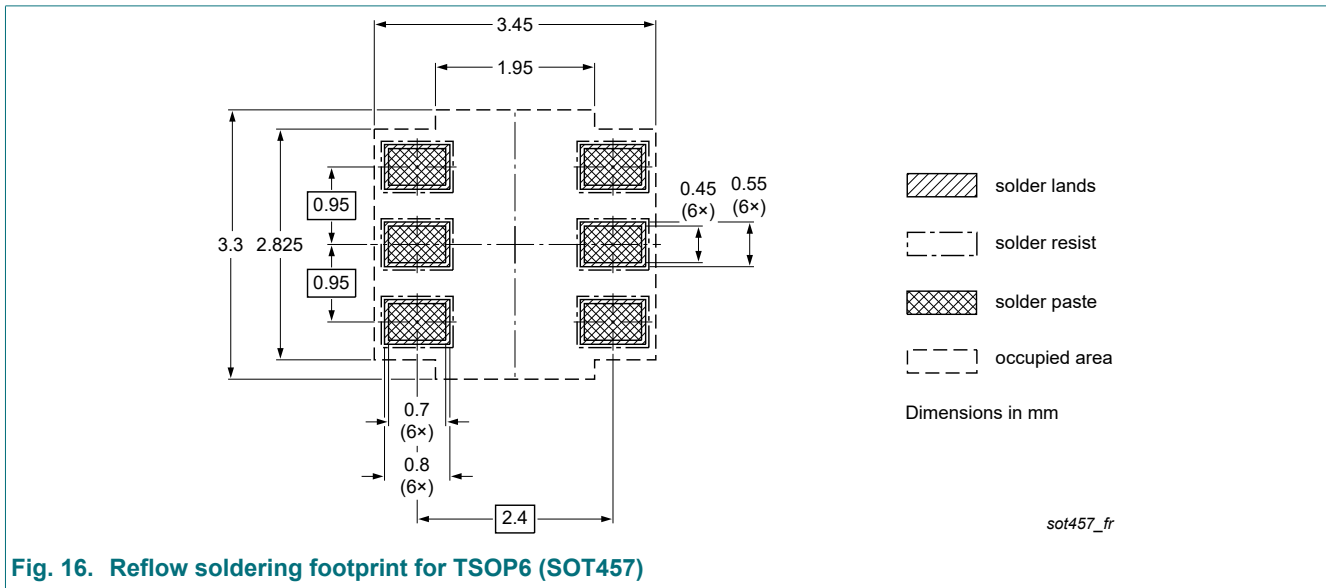 3.45
1.95
0.95
0.45
(6×)
0.55
(6×)
3.3
2.825
0.95
0.7
(6×)
0.8
(6×)
2.4
solder lands
solder resist
solder paste
occupied area
Dimensions in mm
sot457_fr
Fig. 16. Reflow soldering footprint for TSOP6 (SOT457)